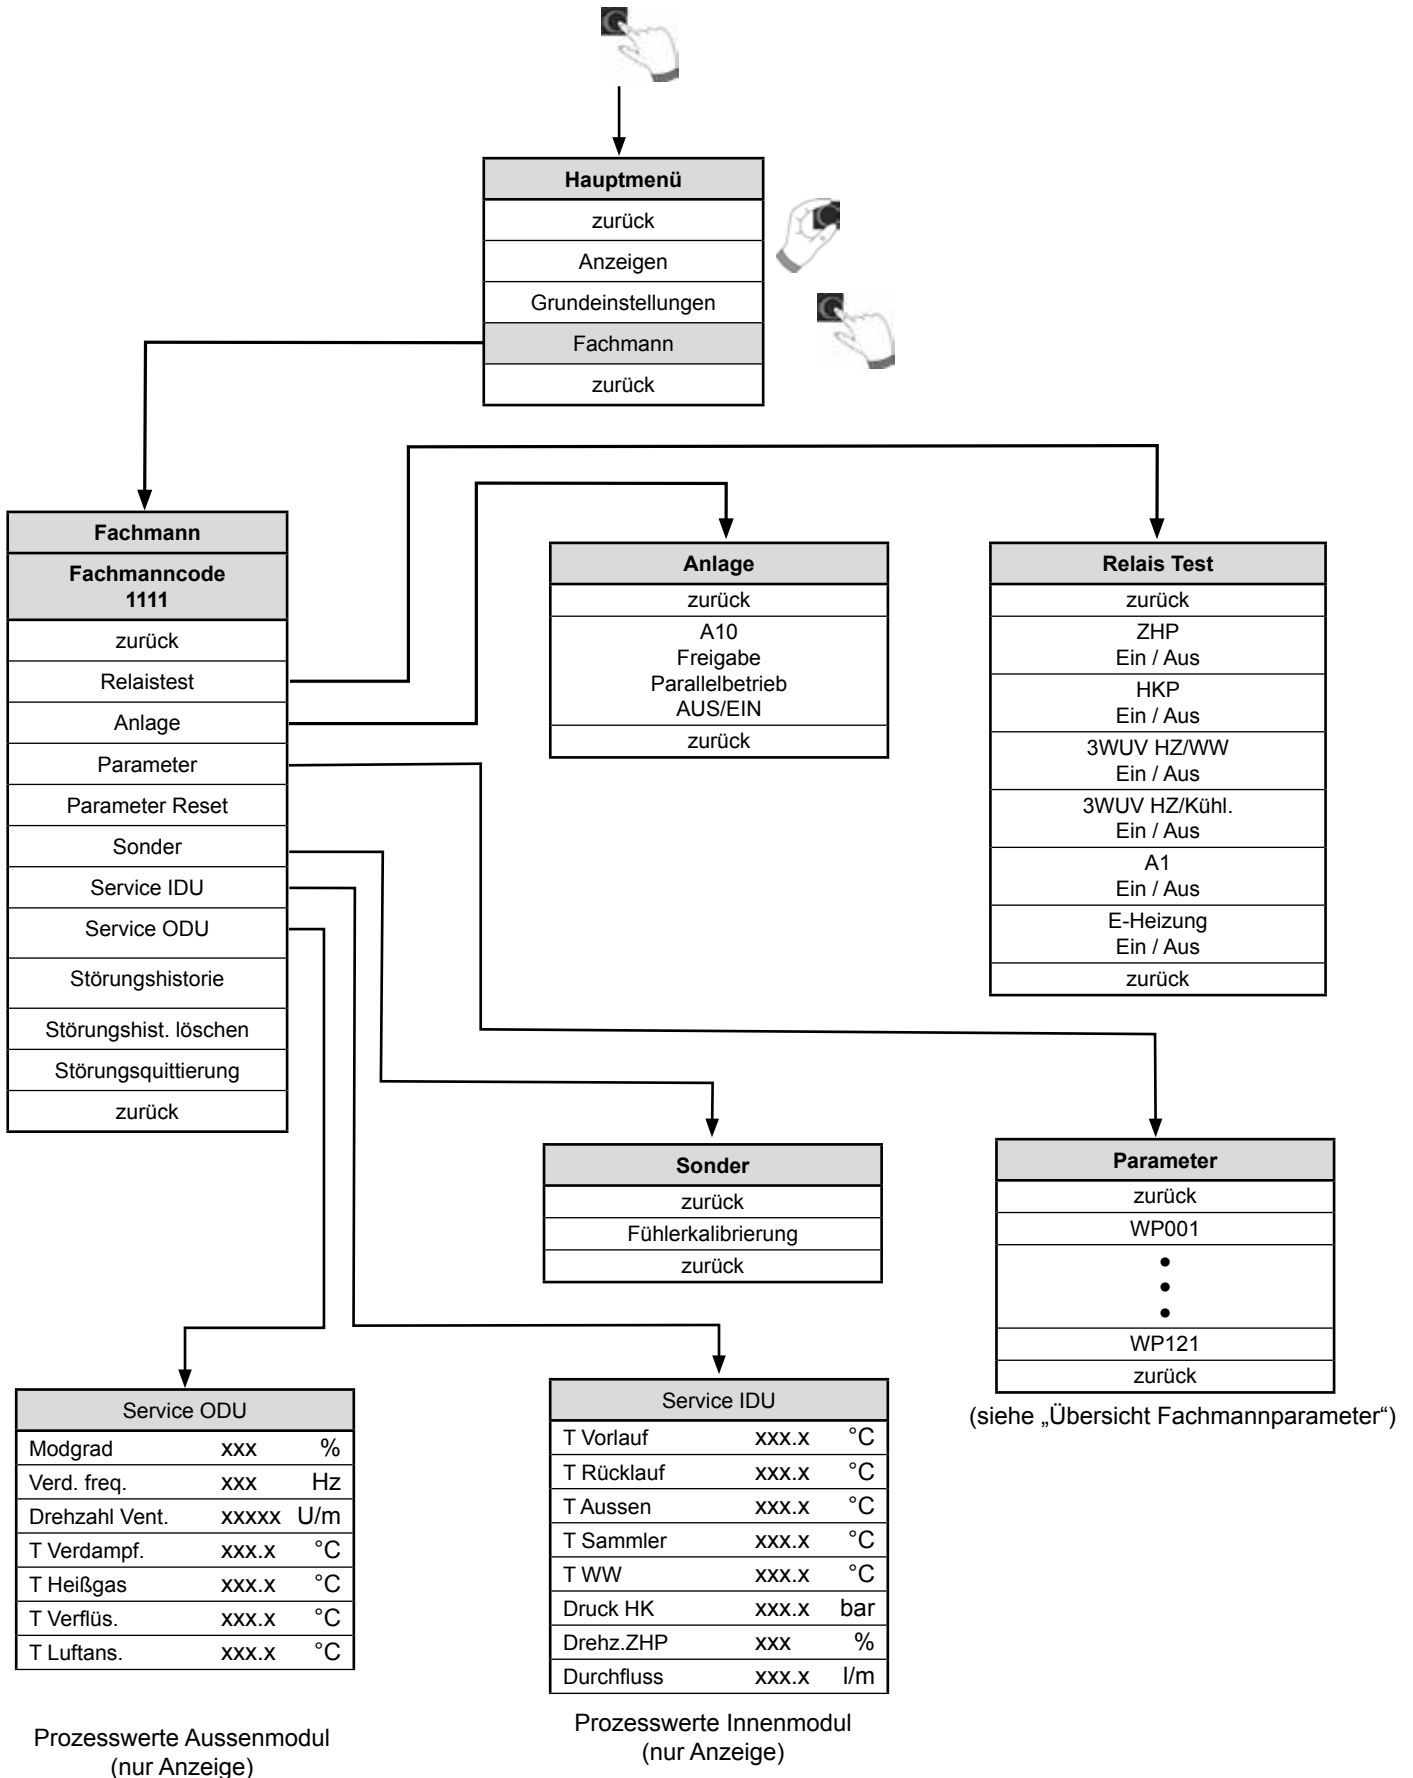 Hauptmenü
zurück
Anzeigen
Grundeinstellungen
Fachmann
zurück
Fachmann
Fachmanncode
1111
zurück
Relaistest
Anlage
Parameter
Parameter Reset
Sonder
Service IDU
Service ODU
Störungshistorie
Störungshist. löschen
Störungsquittierung
zurück
Anlage
zurück
A10
Freigabe
Parallelbetrieb
AUS/EIN
zurück
Relais Test
zurück
ZHP
Ein / Aus
HKP
Ein / Aus
3WUV HZ/WW
Ein / Aus
3WUV HZ/Kühl.
Ein / Aus
A1
Ein / Aus
E-Heizung
Ein / Aus
zurück
Sonder
zurück
Fühlerkalibrierung
zurück
Parameter
zurück
WP001
•
•
•
WP121
zurück
(siehe „Übersicht Fachmannparameter“)
Service ODU
Modgrad xxx %
Verd. freq. xxx Hz
Drehzahl Vent. xxxxx U/m
T Verdampf. xxx.x °C
T Heißgas xxx.x °C
T Verflüs. xxx.x °C
T Luftans. xxx.x °C
Prozesswerte Aussenmodul
(nur Anzeige)
Service IDU
T Vorlauf xxx.x °C
T Rücklauf xxx.x °C
T Aussen xxx.x °C
T Sammler xxx.x °C
T WW xxx.x °C
Druck HK xxx.x bar
Drehz.ZHP xxx %
Durchfluss xxx.x l/m
Prozesswerte Innenmodul
(nur Anzeige)